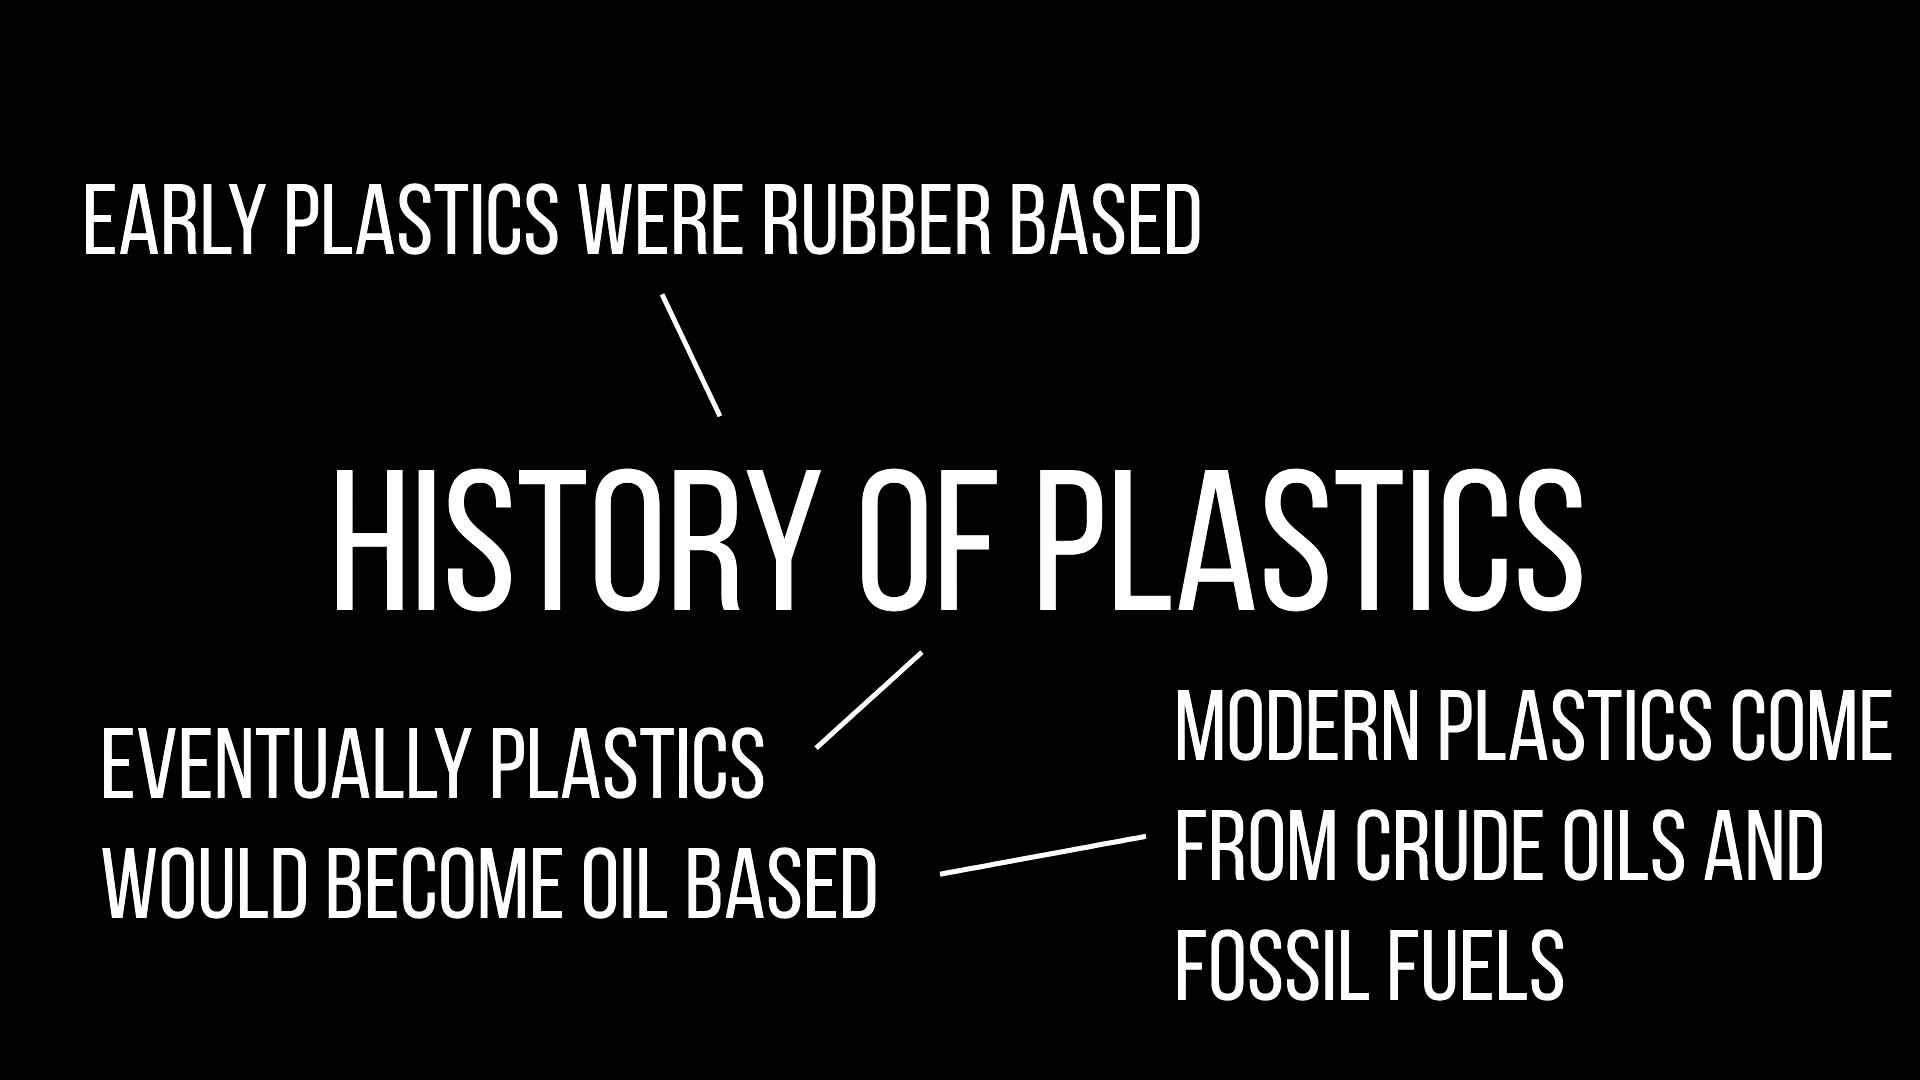 EARLY PLASTICS WERE RUBBER BASED
HISTORY OF PLASTICS
EVENTUALLY PLASTICS
WOULD BECOME OIL BASED
MODERN PLASTICS COME
FROM CRUDE OILS AND
FOSSIL FUELS